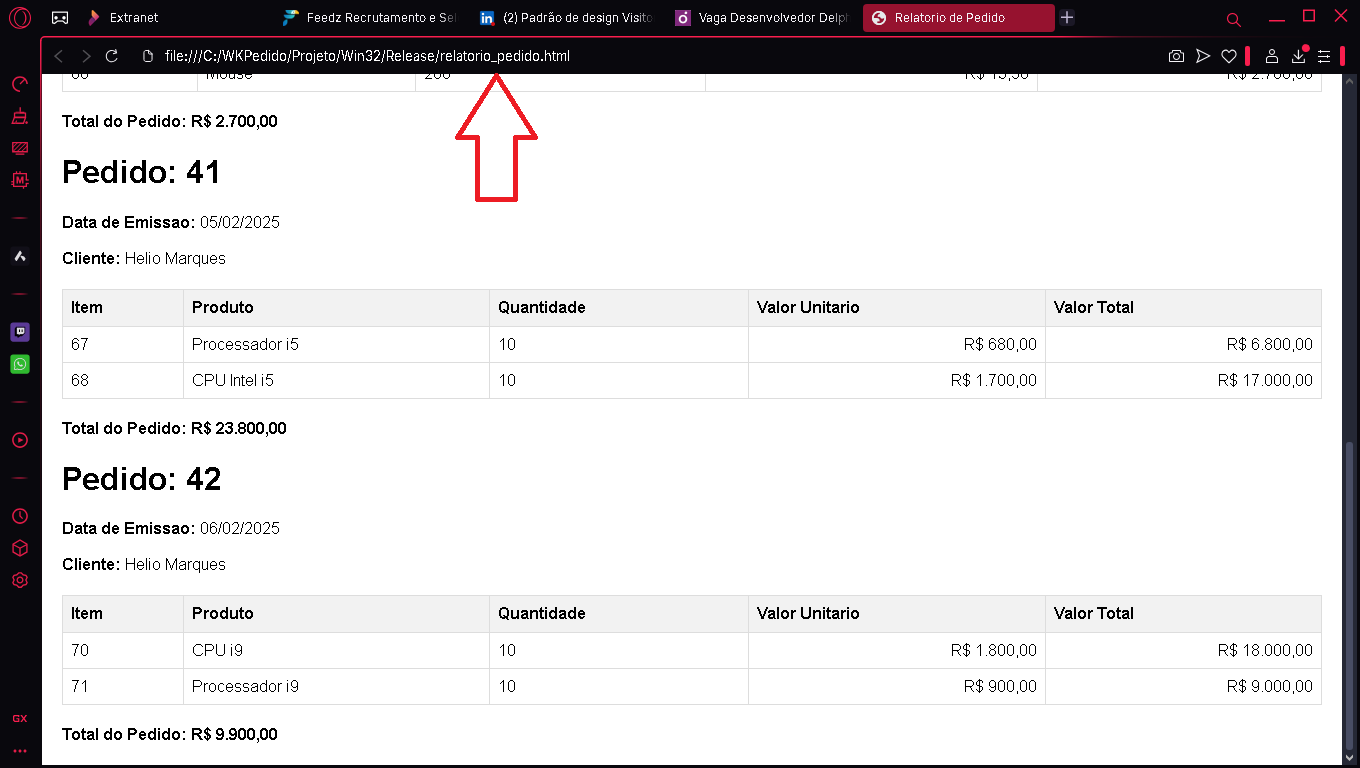 Extranet
Feedz Recrutamento e Sel
(2) Padrão de design Visito
Vaga Desenvolvedor Delph
Relatorio de Pedido
file:///C:/WKPedido/Projeto/Win32/Release/relatorio_pedido.html
Mouse 200 R$ 13,50 R$ 2.700,00
Total do Pedido: R$ 2.700,00
Pedido: 41
Data de Emissao: 05/02/2025
Cliente: Helio Marques
Item Produto Quantidade Valor Unitario Valor Total
67 Processador i5 10 R$ 680,00 R$ 6.800,00
68 CPU Intel i5 10 R$ 1.700,00 R$ 17.000,00
Total do Pedido: R$ 23.800,00
Pedido: 42
Data de Emissao: 06/02/2025
Cliente: Helio Marques
Item Produto Quantidade Valor Unitario Valor Total
70 CPU i9 10 R$ 1.800,00 R$ 18.000,00
71 Processador i9 10 R$ 900,00 R$ 9.000,00
Total do Pedido: R$ 9.900,00
GX